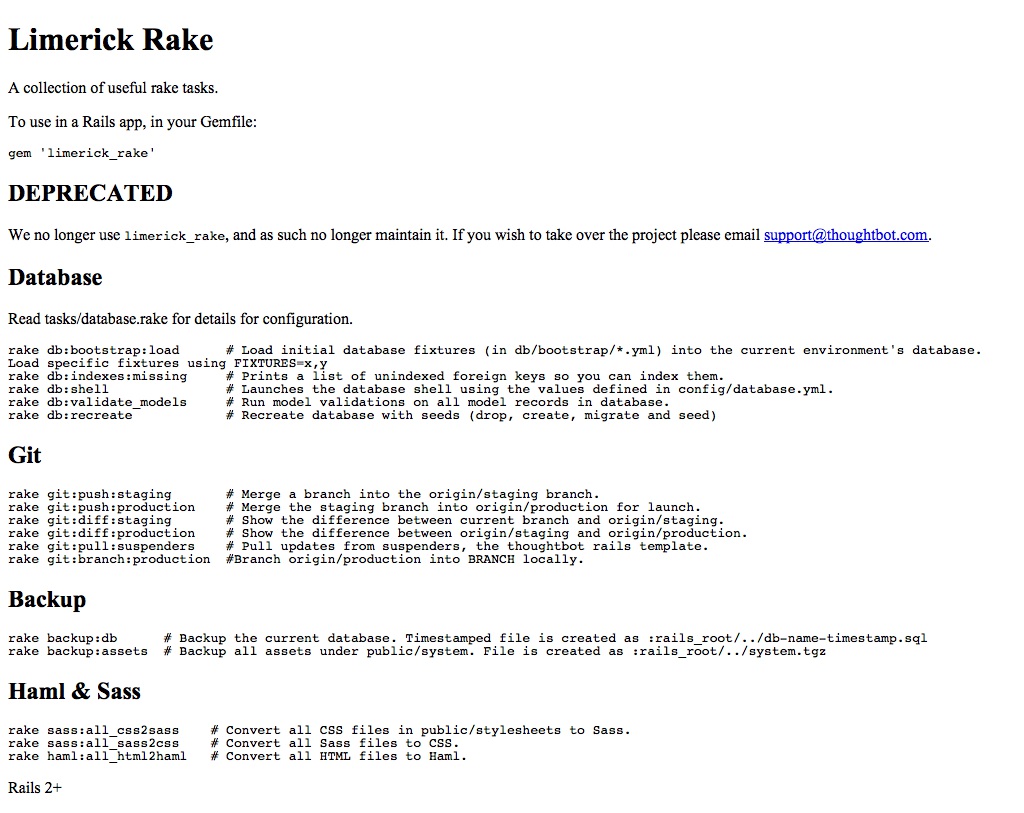 Limerick Rake
A collection of useful rake tasks.
To use in a Rails app, in your Gemfile:
gem 'limerick_rake'
DEPRECATED
We no longer use limerick_rake, and as such no longer maintain it. If you wish to take over the project please email support@thoughtbot.com.
Database
Read tasks/database.rake for details for configuration.
rake db:bootstrap:load      # Load initial database fixtures (in db/bootstrap/*.yml) into the current environment's database.
Load specific fixtures using FIXTURES=x,y
rake db:indexes:missing     # Prints a list of unindexed foreign keys so you can index them.
rake db:shell               # Launches the database shell using the values defined in config/database.yml.
rake db:validate_models     # Run model validations on all model records in database.
rake db:recreate            # Recreate database with seeds (drop, create, migrate and seed)
Git
rake git:push:staging       # Merge a branch into the origin/staging branch.
rake git:push:production    # Merge the staging branch into origin/production for launch.
rake git:diff:staging       # Show the difference between current branch and origin/staging.
rake git:diff:production    # Show the difference between origin/staging and origin/production.
rake git:pull:suspenders    # Pull updates from suspenders, the thoughtbot rails template.
rake git:branch:production  #Branch origin/production into BRANCH locally.
Backup
rake backup:db      # Backup the current database. Timestamped file is created as :rails_root/../db-name-timestamp.sql
rake backup:assets  # Backup all assets under public/system. File is created as :rails_root/../system.tgz
Haml & Sass
rake sass:all_css2sass    # Convert all CSS files in public/stylesheets to Sass.
rake sass:all_sass2css    # Convert all Sass files to CSS.
rake haml:all_html2haml   # Convert all HTML files to Haml.
Rails 2+